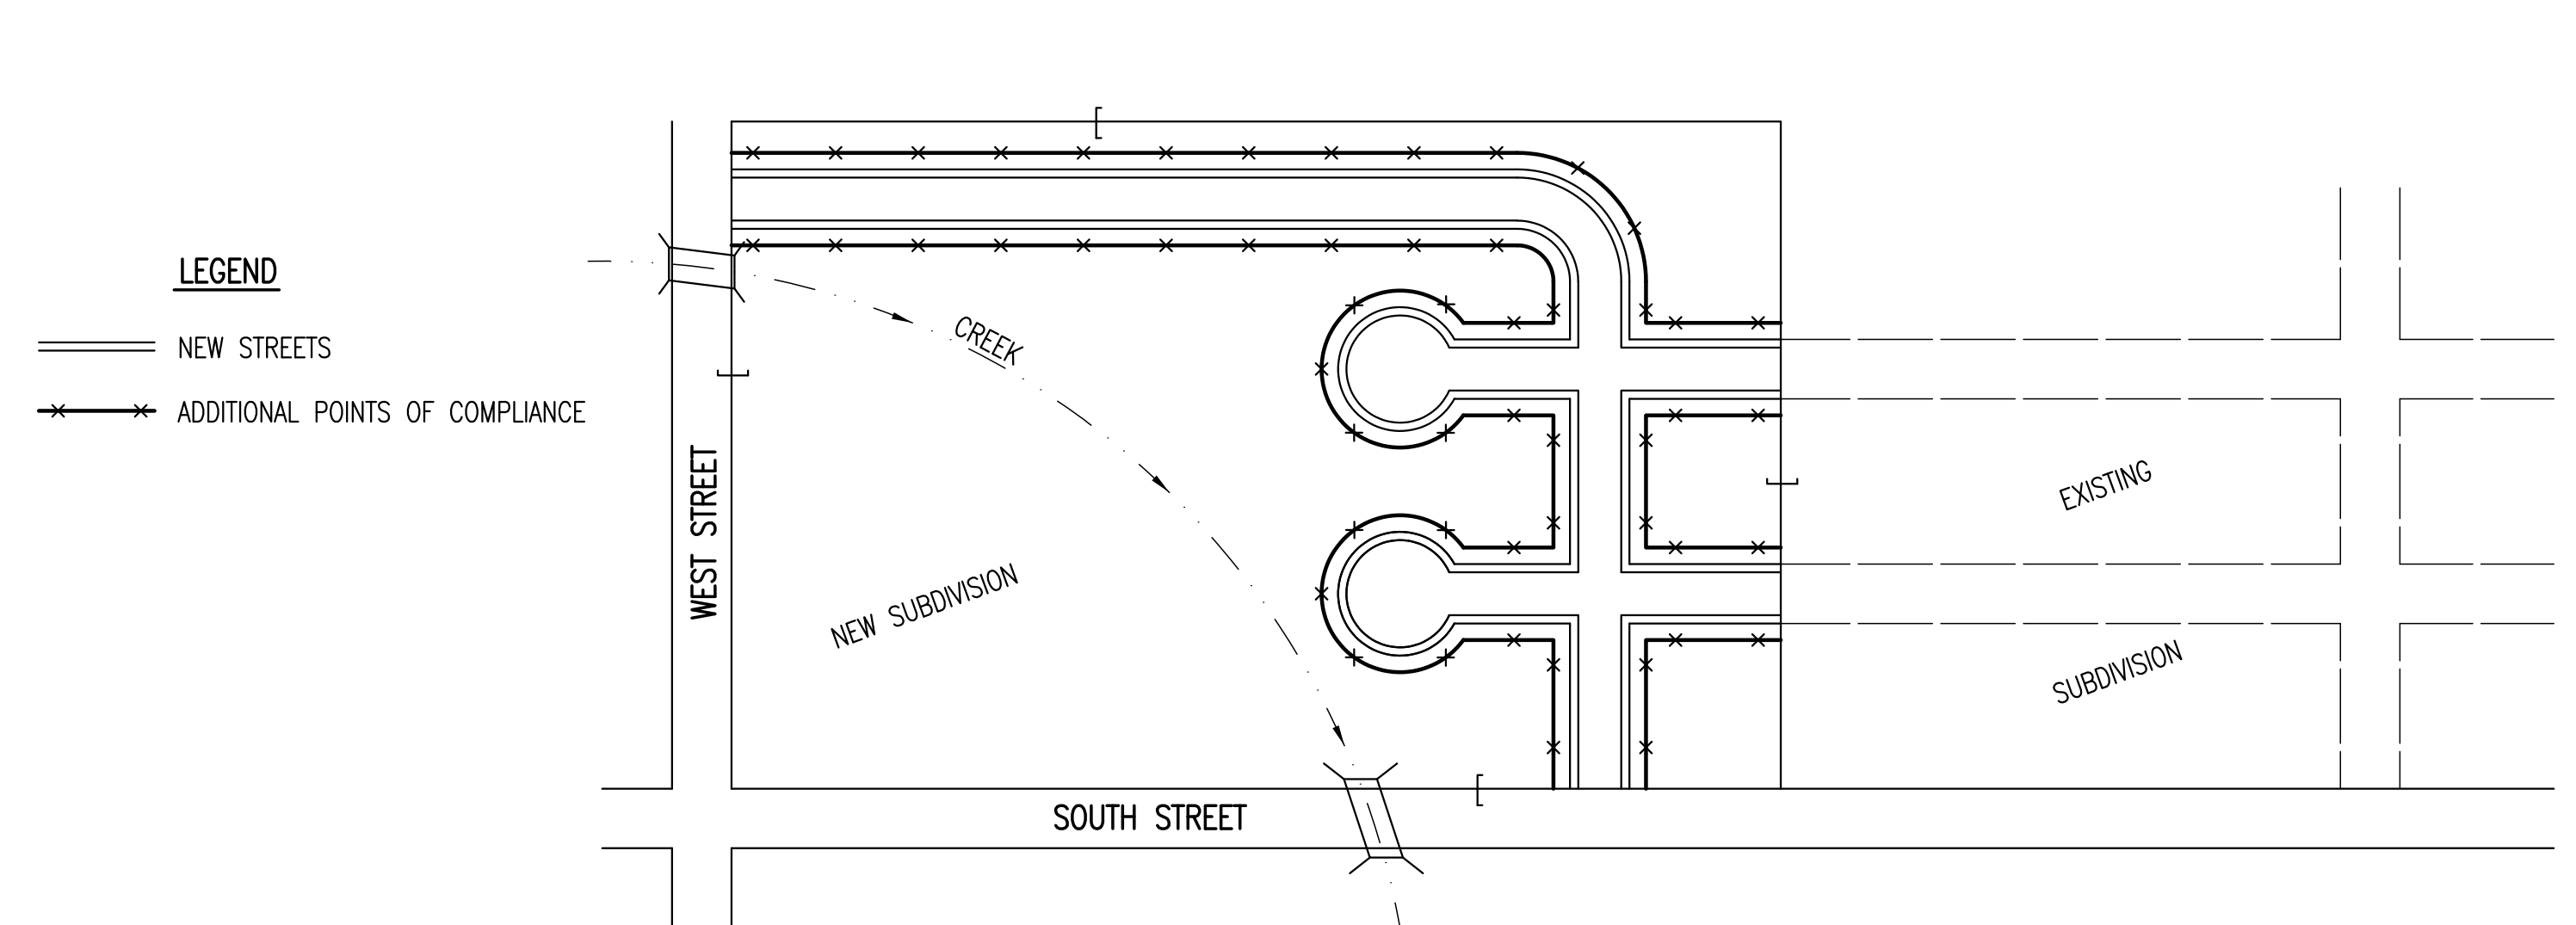 LEGEND
NEW STREETS
ADDITIONAL POINTS OF COMPLIANCE
CREEK
WEST STREET
NEW SUBDIVISION
EXISTING
SUBDIVISION
SOUTH STREET